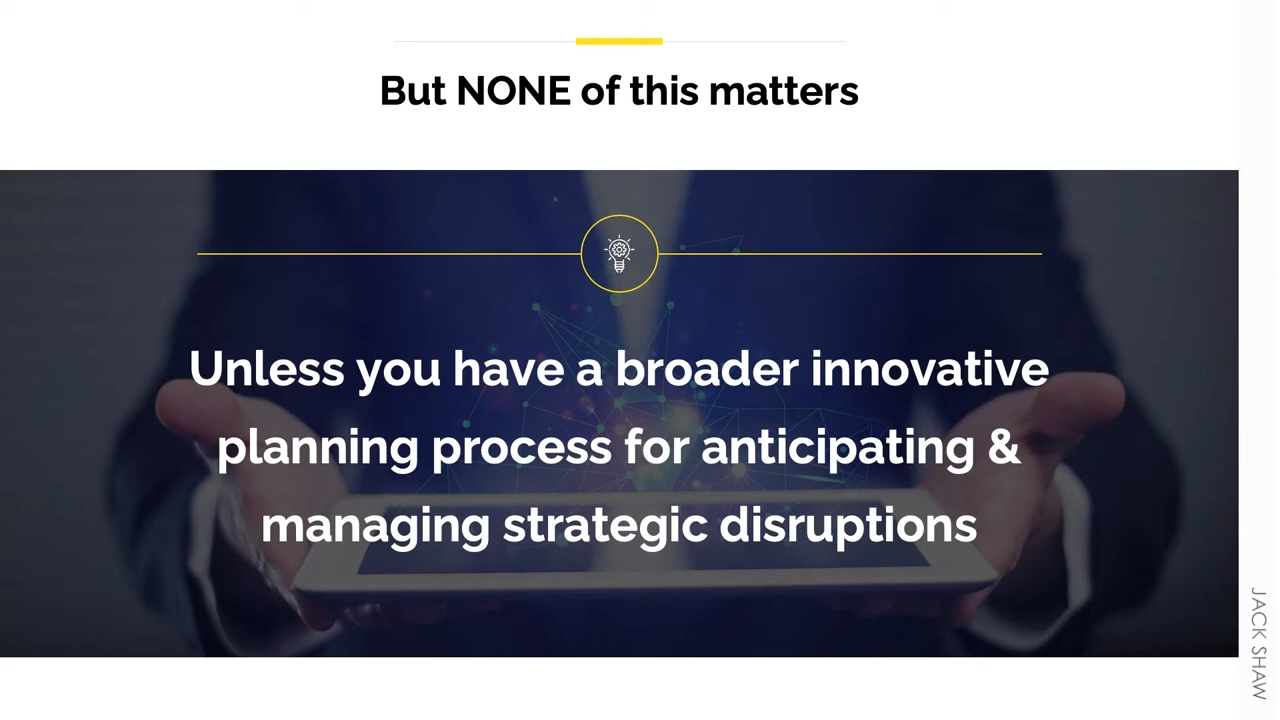 But NONE of this matters
Unless you have a broader innovative
planning process for anticipating &
managing strategic disruptions
JACK SHAW